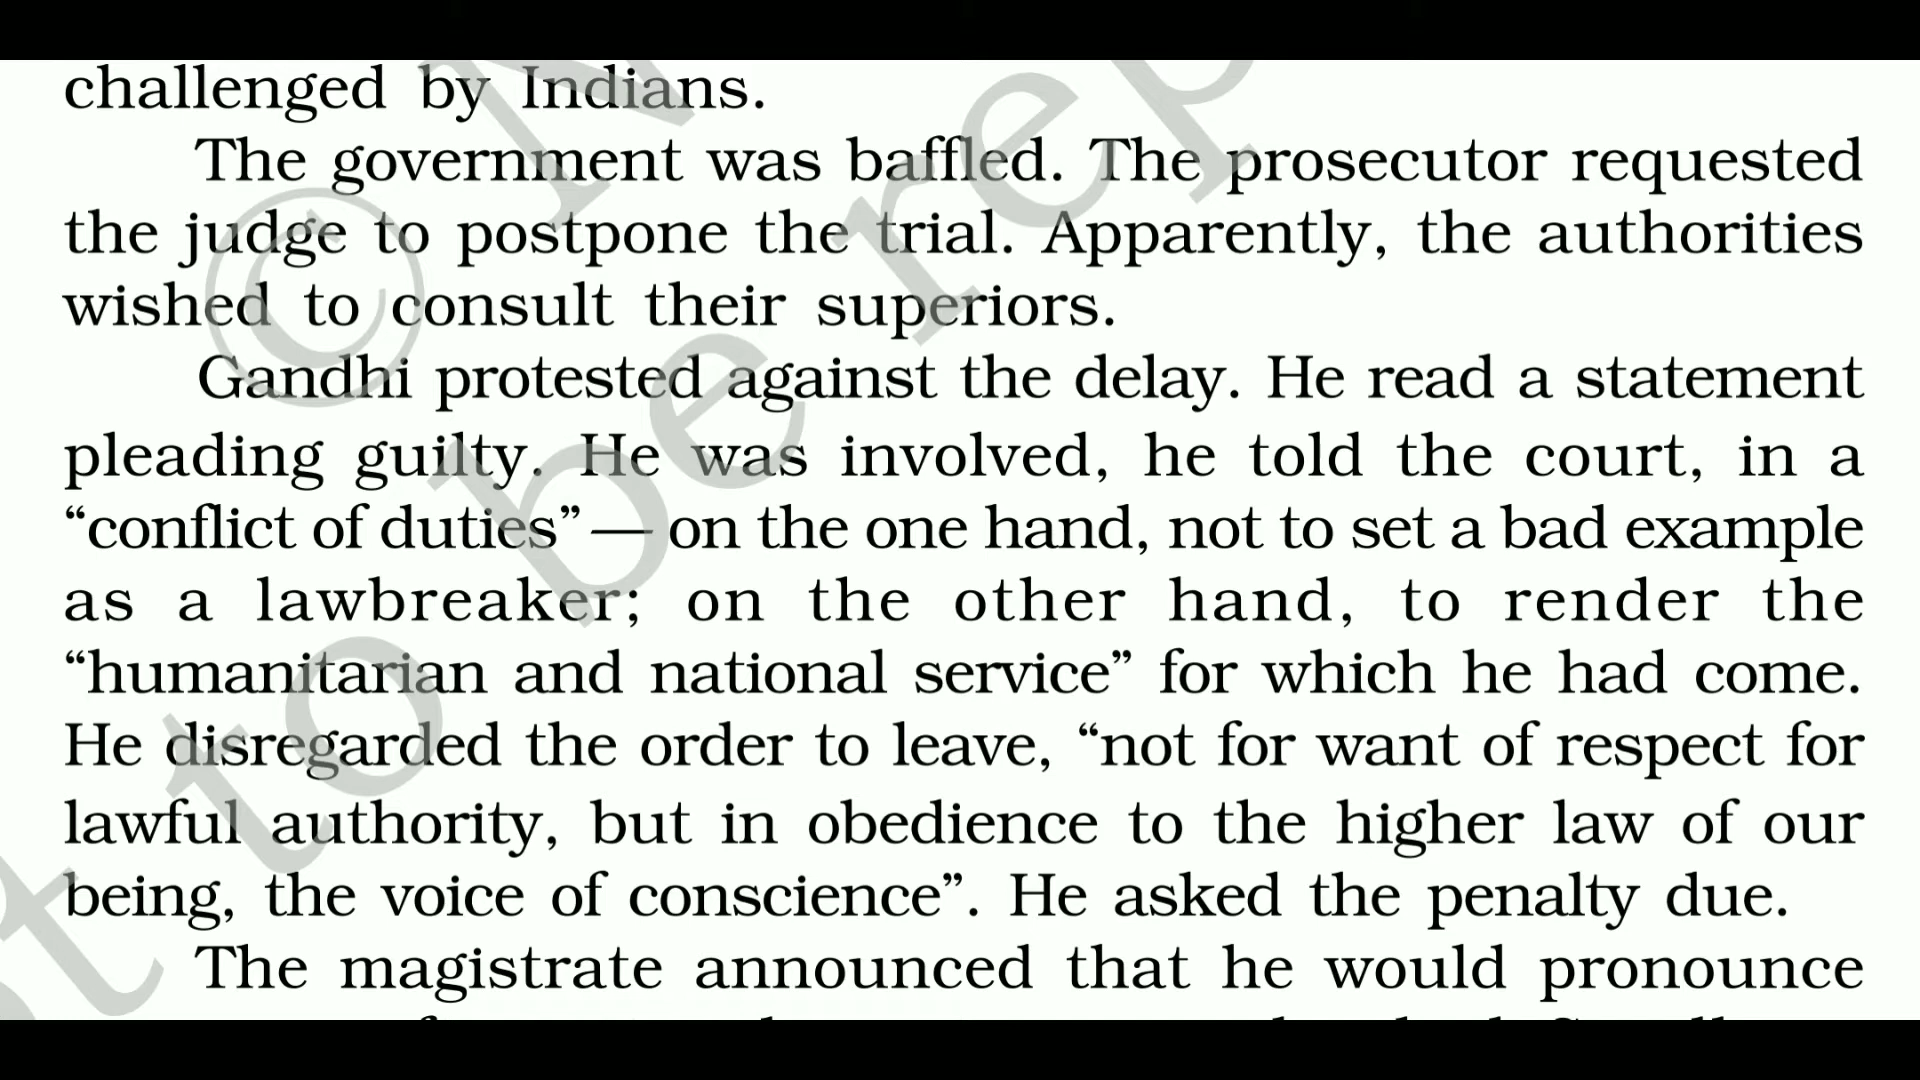 challenged by Indians.
The government was baffled. The prosecutor requested
the judge to postpone the trial. Apparently, the authorities
wished to consult their superiors.
Gandhi protested against the delay. He read a statement
pleading guilty. He was involved, he told the court, in a
“conflict of duties”— on the one hand, not to set a bad example
as a lawbreaker; on the other hand, to render the
“humanitarian and national service” for which he had come.
He disregarded the order to leave, “not for want of respect for
lawful authority, but in obedience to the higher law of our
being, the voice of conscience”. He asked the penalty due.
The magistrate announced that he would pronounce
© N
to be rep